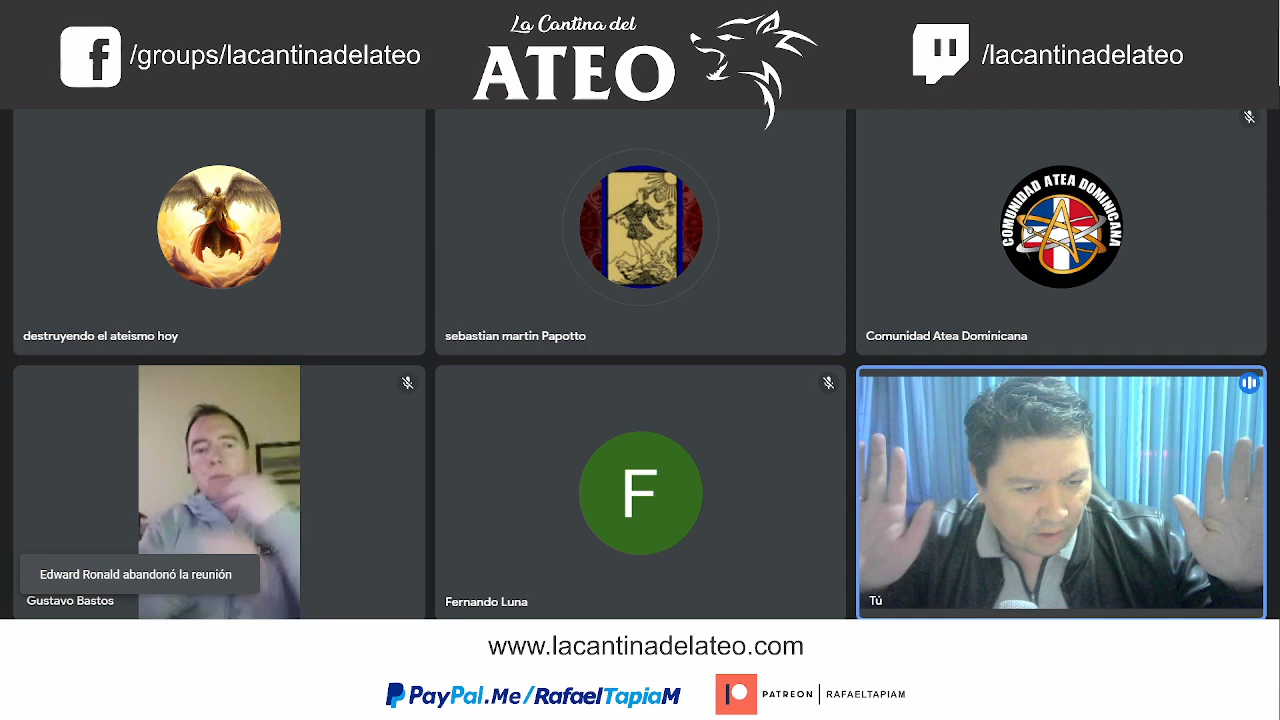 /groups/lacantinadelateo
La Cantina del
ATEO
/lacantinadelateo
destruyendo el ateismo hoy
sebastian martin Papotto
COMUNIDAD ATEA DOMINICANA
Comunidad Atea Dominicana
Edward Ronald abandonó la reunión
Gustavo Bastos
F
Fernando Luna
Tú
www.lacantinadelateo.com
PayPal.Me/RafaelTapiaM
PATREON | RAFAELTAPIAM